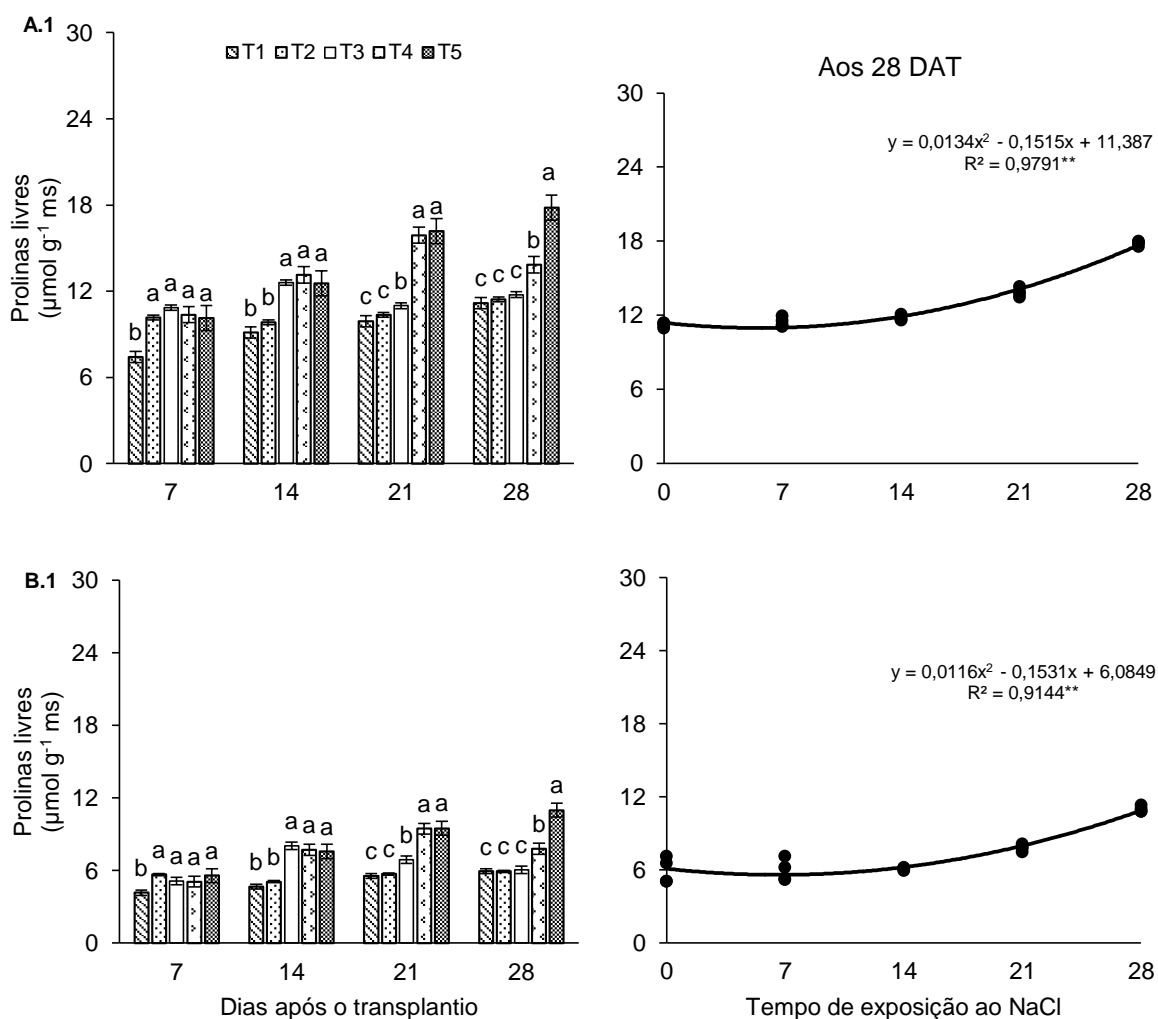 A.1
30
24
18
12
6
0
Prolinas livres
(µmol g⁻¹ ms)
T1 T2 T3 T4 T5
b a a a a
b b a a a
c c b a a
c c c b a
7 14 21 28
Aos 28 DAT
30
24
18
12
6
0
y = 0,0134x² - 0,1515x + 11,387
R² = 0,9791**
0 7 14 21 28
B.1
30
24
18
12
6
0
Prolinas livres
(µmol g⁻¹ ms)
b a a a a
b b a a a
c c b a a
c c c b a
7 14 21 28
Dias após o transplantio
30
24
18
12
6
0
y = 0,0116x² - 0,1531x + 6,0849
R² = 0,9144**
0 7 14 21 28
Tempo de exposição ao NaCl